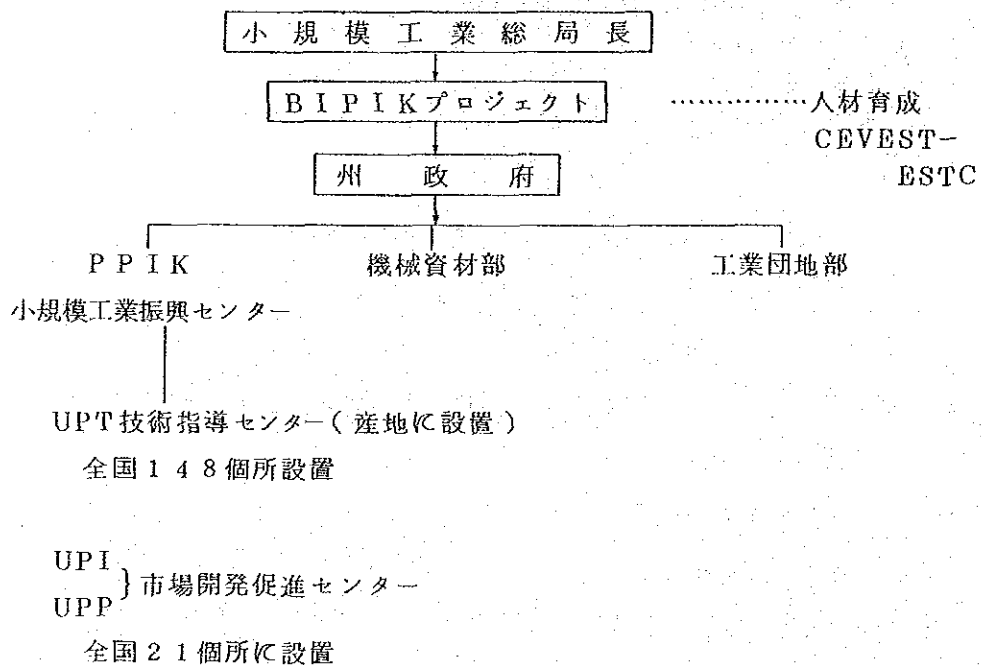 小規模工業総局長
BIPIKプロジェクト ……………人材育成
CEVEST-
ESTC
州政府
PPIK 機械資材部 工業団地部
小規模工業振興センター
UPT技術指導センター(産地に設置)
全国148個所設置
UPI
}市場開発促進センター
UPP
全国21個所に設置